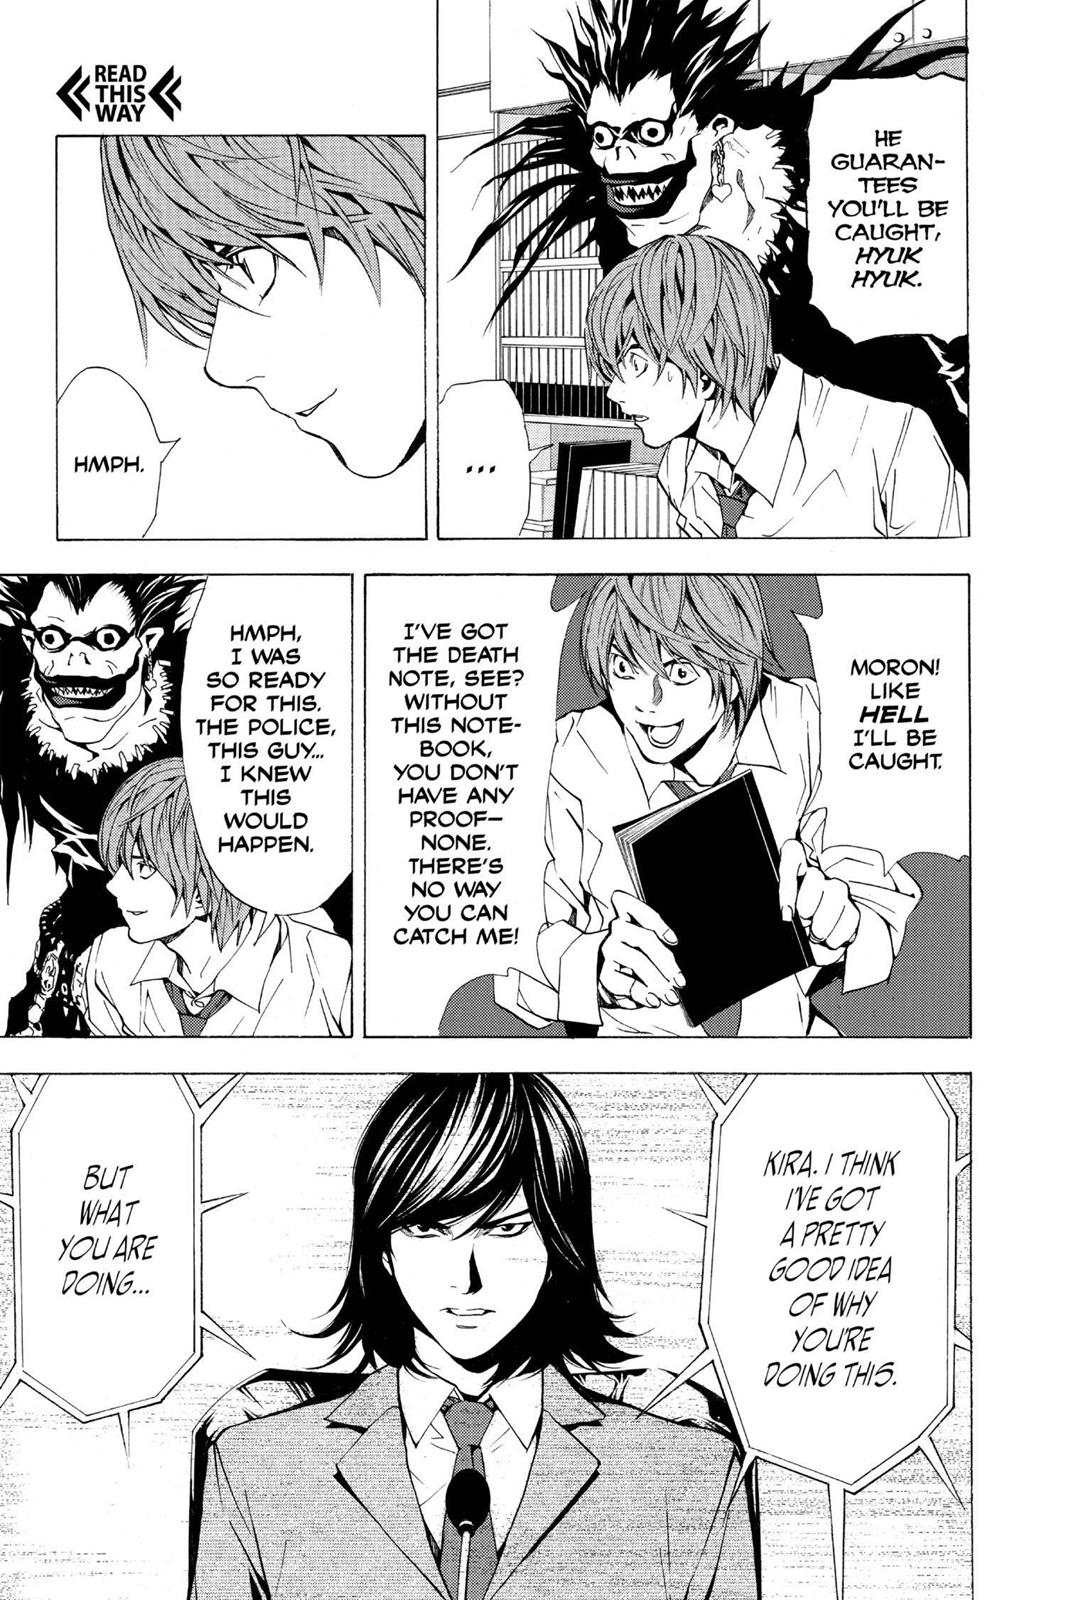 READ
THIS
WAY
HE
GUARAN-
TEES
YOU'LL BE
CAUGHT,
HYUK
HYUK.
...
HMPH.
MORON!
LIKE
HELL
I'LL BE
CAUGHT.
I'VE GOT
THE DEATH
NOTE, SEE?
WITHOUT
THIS NOTE-
BOOK,
YOU DON'T
HAVE ANY
PROOF—
NONE.
THERE'S
NO WAY
YOU CAN
CATCH ME!
HMPH,
I WAS
SO READY
FOR THIS.
THE POLICE,
THIS GUY...
I KNEW
THIS
WOULD
HAPPEN.
KIRA. I THINK
I'VE GOT
A PRETTY
GOOD IDEA
OF WHY
YOU'RE
DOING THIS.
BUT
WHAT
YOU ARE
DOING...